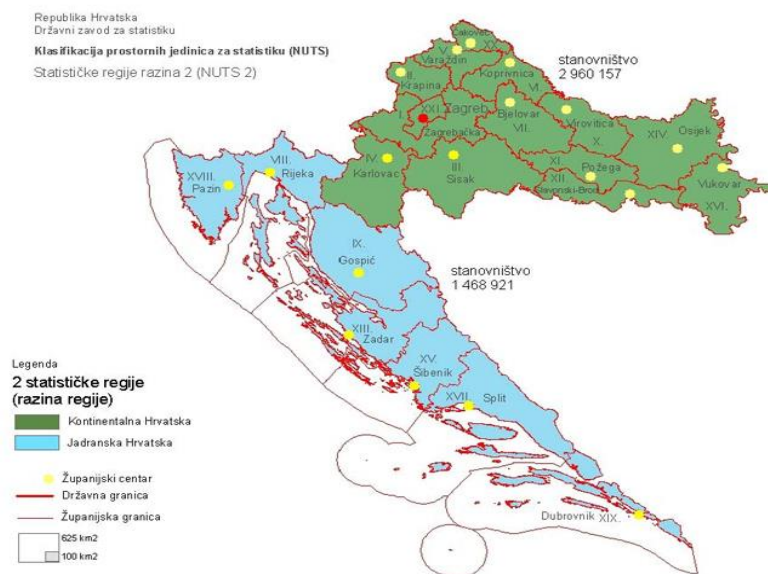 Republika Hrvatska
Državni zavod za statistiku
Klasifikacija prostornih jedinica za statistiku (NUTS)
Statističke regije razina 2 (NUTS 2)
stanovništvo
2 960 157
Čakovec
XX.
V.
Varaždin
II.
Krapina
Koprivnica
VI.
XXI. Zagreb
I.
Zagrebačka
Bjelovar
VII.
Virovitica
X.
XIV.
Osijek
IV.
Karlovac
III.
Sisak
XI.
Požega
XII.
Slavonski-Brod
Vukovar
XVI.
VIII.
Rijeka
XVIII.
Pazin
IX.
Gospić
stanovništvo
1 468 921
XIII.
Zadar
XV.
Šibenik
XVII.
Split
Dubrovnik XIX.
Legenda
2 statističke regije
(razina regije)
Kontinentalna Hrvatska
Jadranska Hrvatska
Županijski centar
Državna granica
Županijska granica
625 km2
100 km2